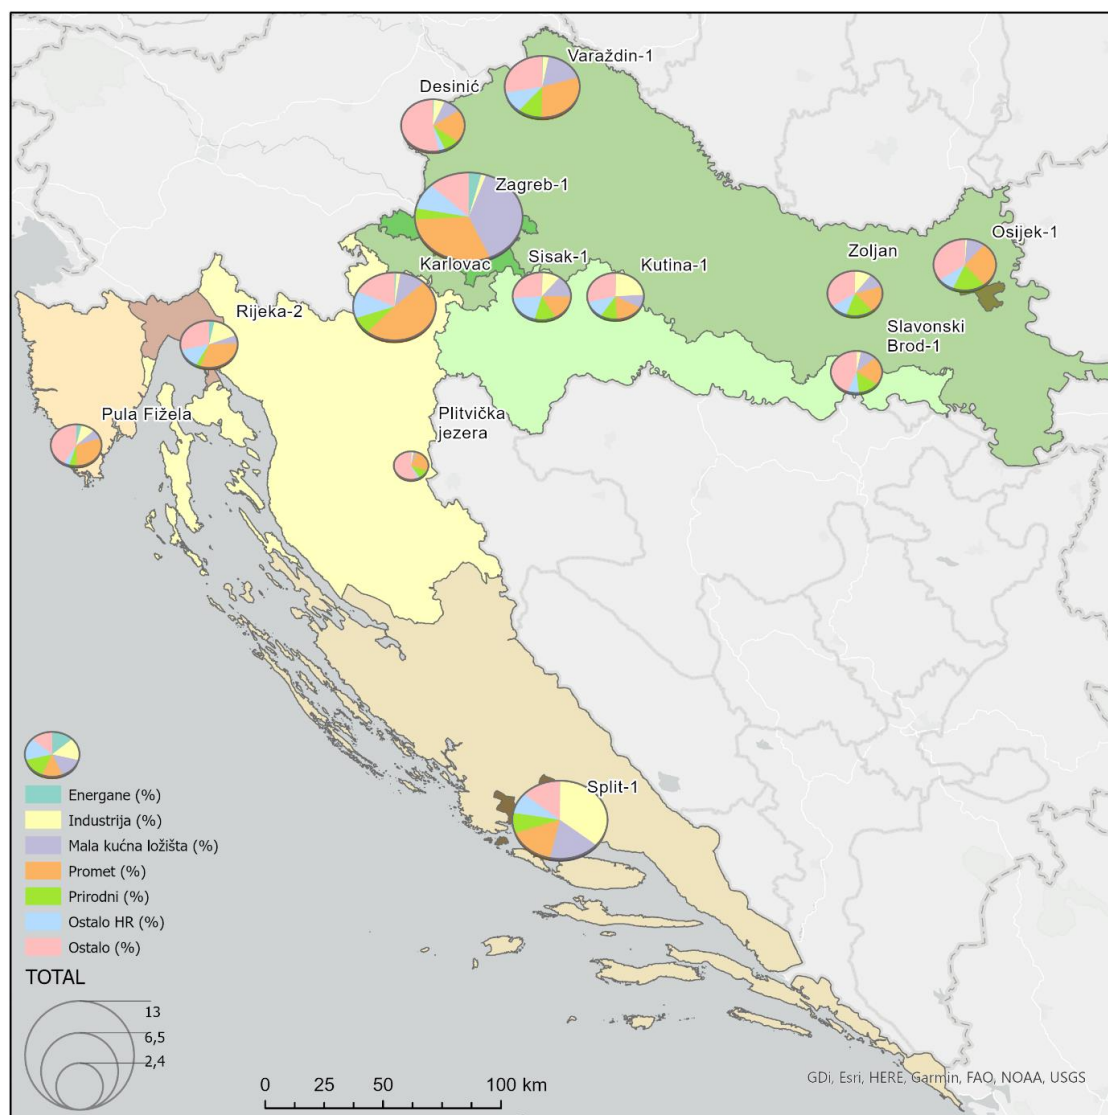 Varaždin-1
Desinić
Zagreb-1
Osijek-1
Karlovac
Sisak-1
Kutina-1
Zoljan
Rijeka-2
Slavonski
Brod-1
Pula Fižela
Plitvička
jezera
Split-1
Energane (%)
Industrija (%)
Mala kućna ložišta (%)
Promet (%)
Prirodni (%)
Ostalo HR (%)
Ostalo (%)
TOTAL
13
6,5
2,4
0 25 50 100 km
GDi, Esri, HERE, Garmin, FAO, NOAA, USGS